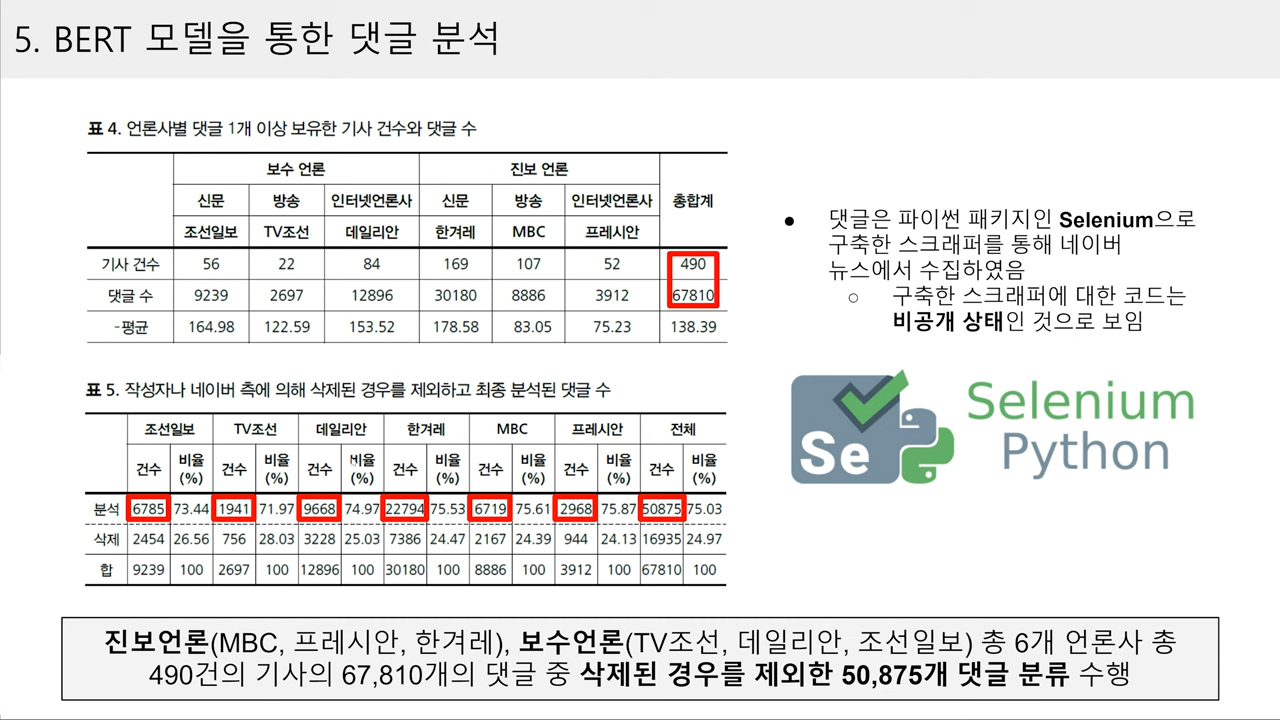 5. BERT 모델을 통한 댓글 분석
표 4. 언론사별 댓글 1개 이상 보유한 기사 건수와 댓글 수
보수 언론 진보 언론 총합계
신문 방송 인터넷언론사 신문 방송 인터넷언론사
조선일보 TV조선 데일리안 한겨레 MBC 프레시안
기사 건수 56 22 84 169 107 52 490
댓글 수 9239 2697 12896 30180 8886 3912 67810
-평균 164.98 122.59 153.52 178.58 83.05 75.23 138.39
표 5. 작성자나 네이버 측에 의해 삭제된 경우를 제외하고 최종 분석된 댓글 수
조선일보 TV조선 데일리안 한겨레 MBC 프레시안 전체
건수 비율(%) 건수 비율(%) 건수 비율(%) 건수 비율(%) 건수 비율(%) 건수 비율(%) 건수 비율(%)
분석 6785 73.44 1941 71.97 9668 74.97 22794 75.53 6719 75.61 2968 75.87 50875 75.03
삭제 2454 26.56 756 28.03 3228 25.03 7386 24.47 2167 24.39 944 24.13 16935 24.97
합 9239 100 2697 100 12896 100 30180 100 8886 100 3912 100 67810 100
● 댓글은 파이썬 패키지인 Selenium으로
구축한 스크래퍼를 통해 네이버
뉴스에서 수집하였음
○ 구축한 스크래퍼에 대한 코드는
비공개 상태인 것으로 보임
Se
Selenium
Python
진보언론(MBC, 프레시안, 한겨레), 보수언론(TV조선, 데일리안, 조선일보) 총 6개 언론사 총
490건의 기사의 67,810개의 댓글 중 삭제된 경우를 제외한 50,875개 댓글 분류 수행